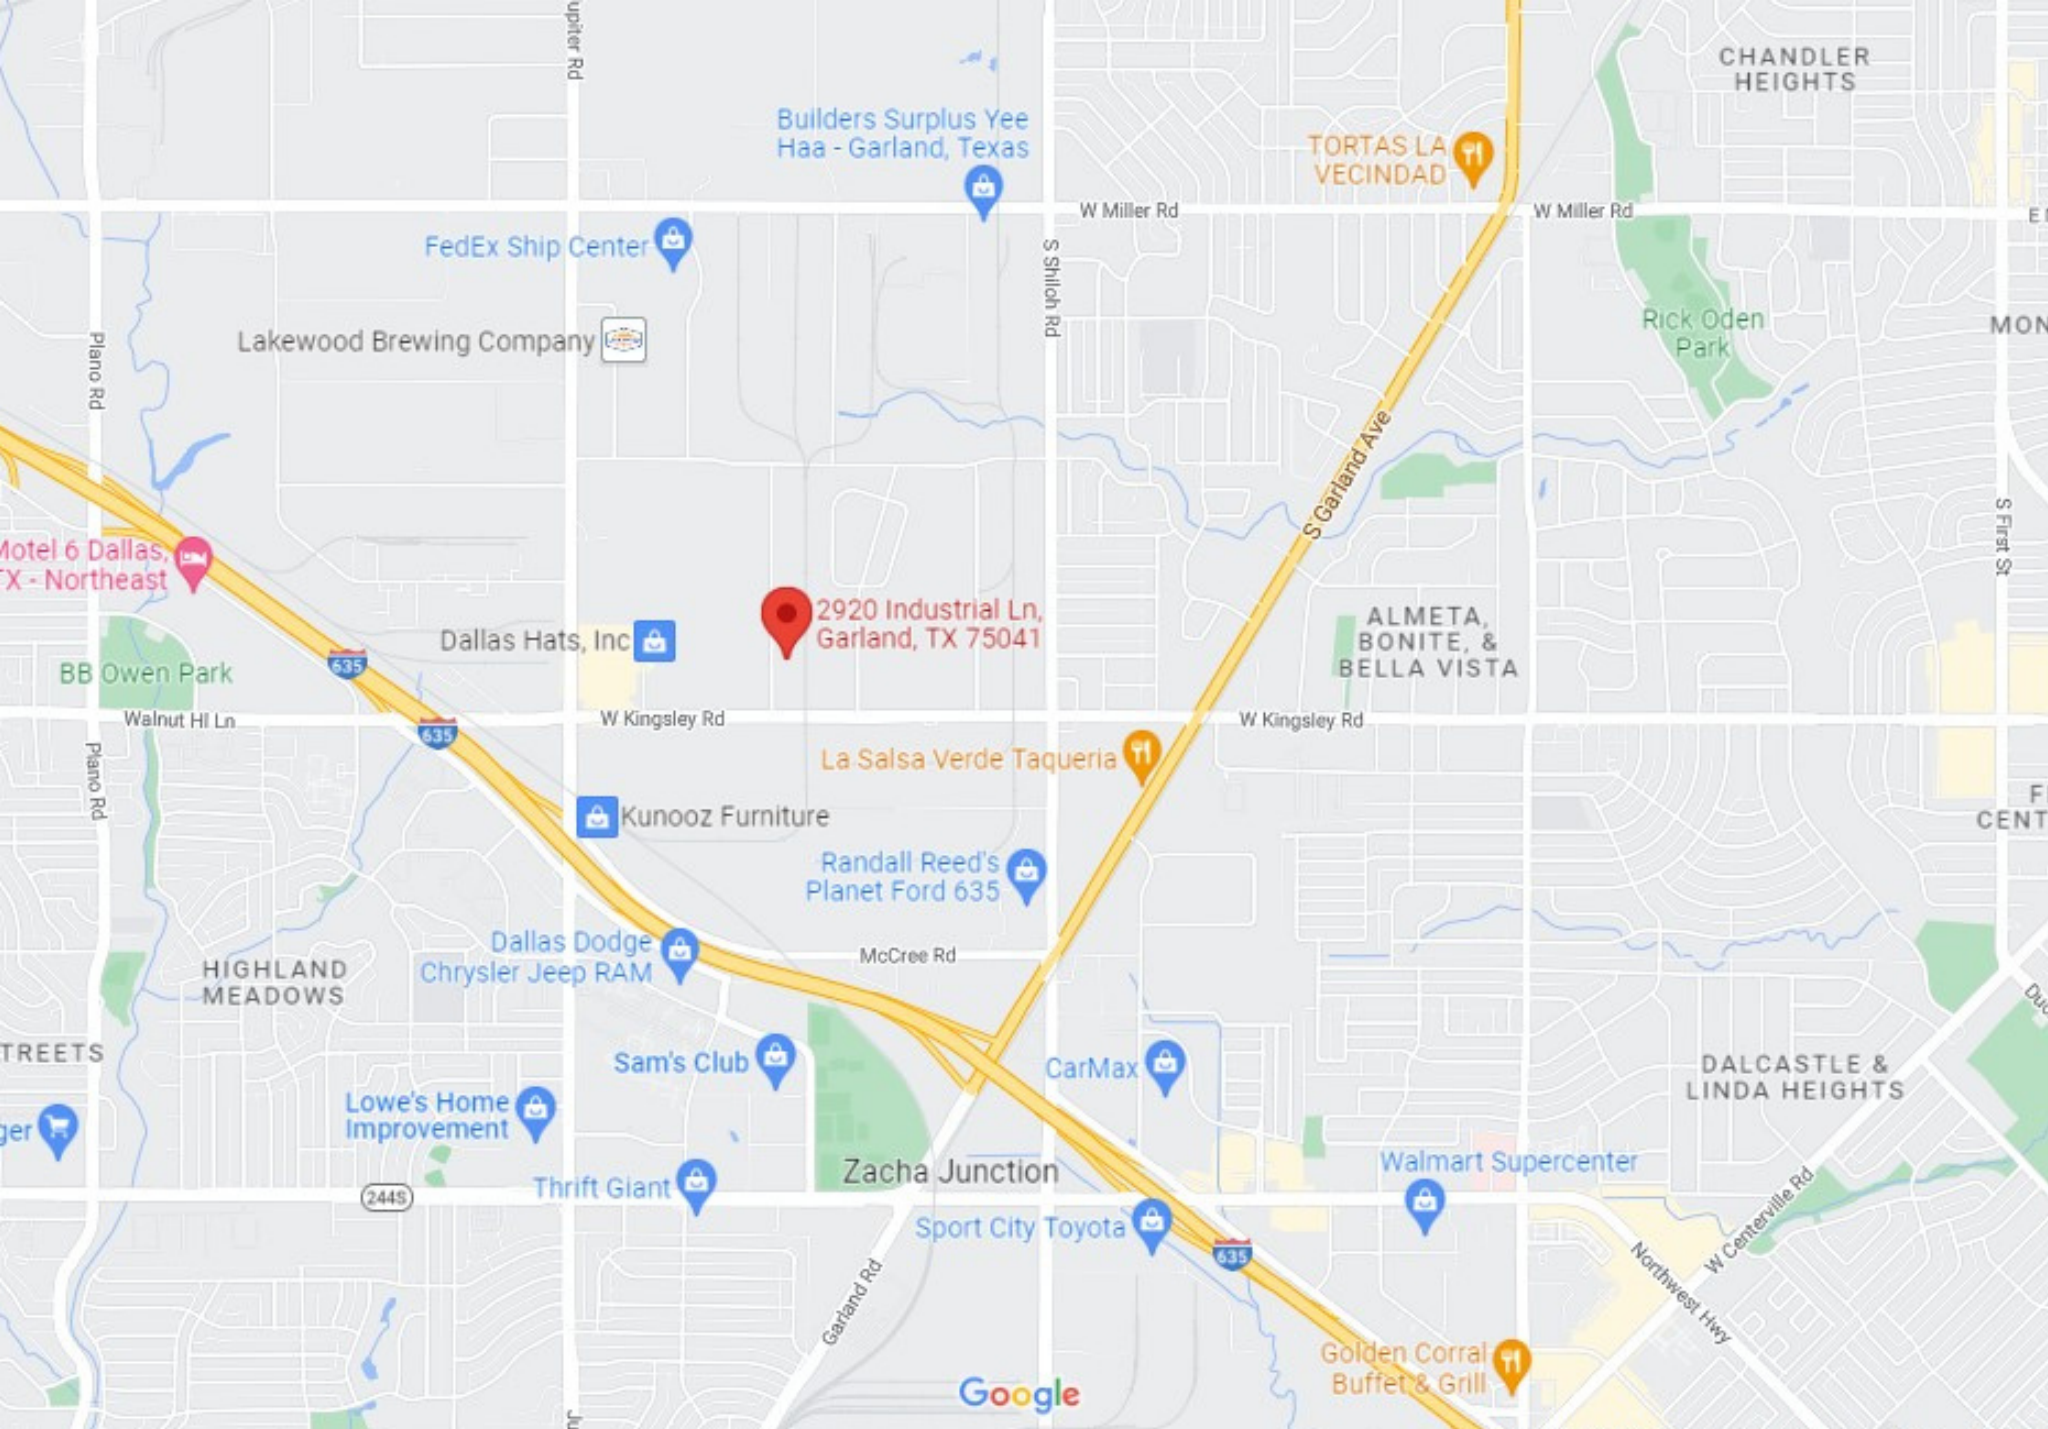 upiter Rd
CHANDLER
HEIGHTS
Builders Surplus Yee
Haa - Garland, Texas
TORTAS LA
VECINDAD
W Miller Rd
W Miller Rd
FedEx Ship Center
S Shiloh Rd
Rick Oden
Park
MON
Lakewood Brewing Company
Plano Rd
S Garland Ave
S First St
Motel 6 Dallas,
TX - Northeast
2920 Industrial Ln,
Garland, TX 75041
ALMETA,
BONITE, &
BELLA VISTA
Dallas Hats, Inc
635
BB Owen Park
Walnut Hl Ln
W Kingsley Rd
W Kingsley Rd
635
La Salsa Verde Taqueria
Plano Rd
Kunooz Furniture
CENT
Randall Reed's
Planet Ford 635
Dallas Dodge
Chrysler Jeep RAM
McCree Rd
HIGHLAND
MEADOWS
TREETS
Sam's Club
CarMax
DALCASTLE &
LINDA HEIGHTS
Lowe's Home
Improvement
ger
Walmart Supercenter
Zacha Junction
Thrift Giant
244S
Sport City Toyota
635
W Centerville Rd
Northwest Hwy
Garland Rd
Golden Corral
Buffet & Grill
Google